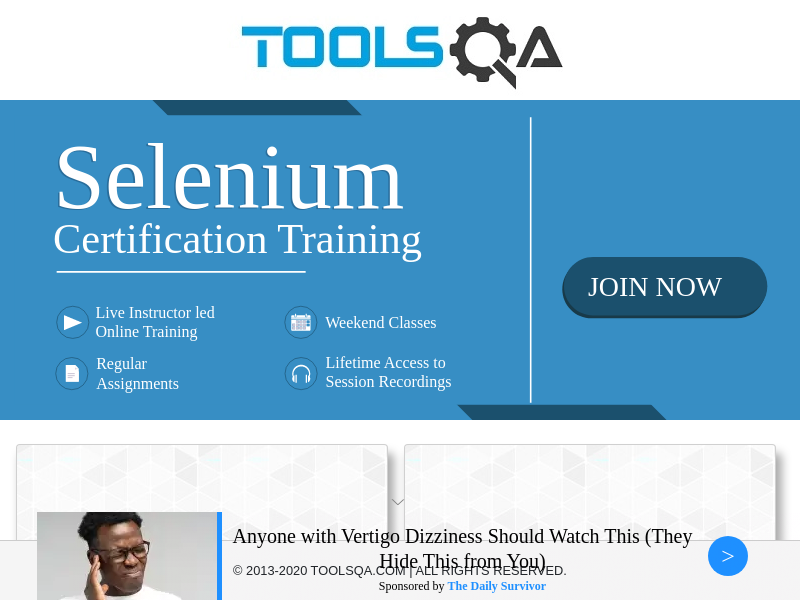 TOOLSQA
Selenium
Certification Training
Live Instructor led
Online Training
Weekend Classes
Regular
Assignments
Lifetime Access to
Session Recordings
JOIN NOW
Anyone with Vertigo Dizziness Should Watch This (They
Hide This from You)
© 2013-2020 TOOLSQA.COM | ALL RIGHTS RESERVED.
Sponsored by The Daily Survivor
>